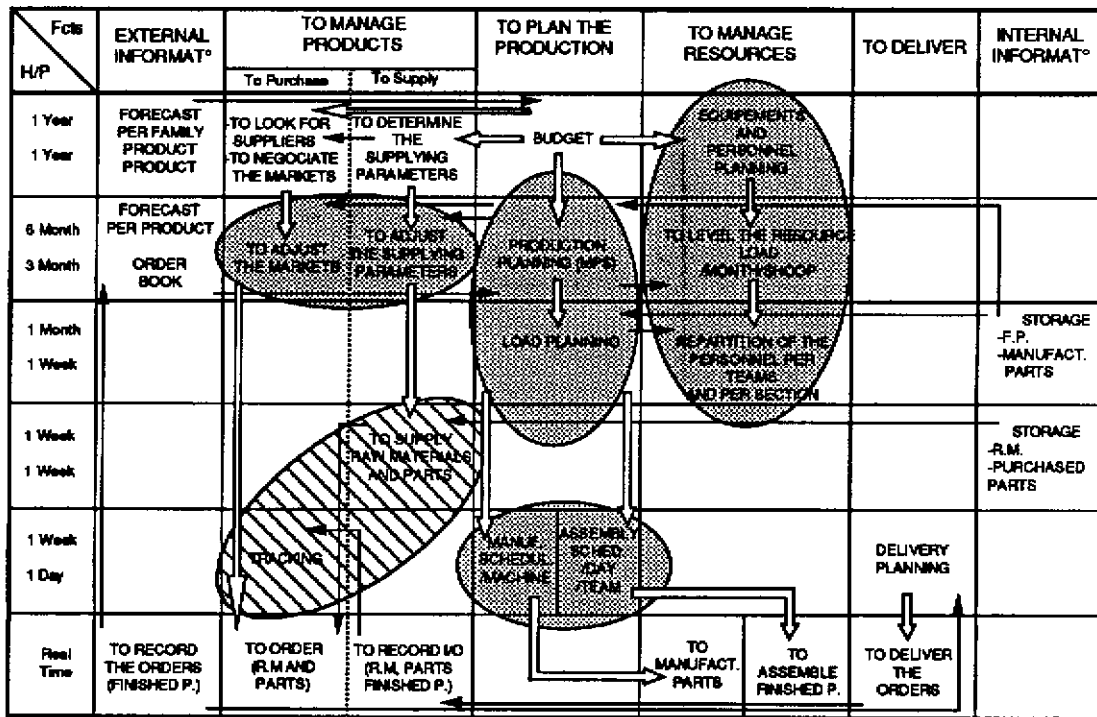 Fcts
H/P
EXTERNAL
INFORMAT°
TO MANAGE
PRODUCTS
To Purchase
To Supply
TO PLAN THE
PRODUCTION
TO MANAGE
RESOURCES
TO DELIVER
INTERNAL
INFORMAT°
1 Year
1 Year
FORECAST
PER FAMILY
PRODUCT
PRODUCT
-TO LOOK FOR
SUPPLIERS
-TO NEGOCIATE
THE MARKETS
TO DETERMINE
THE
SUPPLYING
PARAMETERS
BUDGET
EQUIPEMENTS
AND
PERSONNEL
PLANNING
6 Month
3 Month
FORECAST
PER PRODUCT
ORDER
BOOK
TO ADJUST
THE MARKETS
TO ADJUST
THE SUPPLYING
PARAMETERS
PRODUCTION
PLANNING (MPS)
TO LEVEL THE RESOURCE
LOAD
/MONTH/SHOOP
1 Month
1 Week
LOAD PLANNING
REPARTITION OF THE
PERSONNEL PER
TEAMS
AND PER SECTION
STORAGE
-F.P.
-MANUFACT.
PARTS
1 Week
1 Week
TO SUPPLY
RAW MATERIALS
AND PARTS
STORAGE
-R.M.
-PURCHASED
PARTS
1 Week
1 Day
TRACKING
MANUF.
SCHEDUL
/MACHINE
ASSEMBLY
SCHED.
/DAY
-/TEAM
DELIVERY
PLANNING
Real
Time
TO RECORD
THE ORDERS
(FINISHED P.)
TO ORDER
(R.M AND
PARTS)
TO RECORD I/O
(R.M, PARTS
FINISHED P.)
TO
MANUFACT.
PARTS
TO
ASSEMBLE
FINISHED P.
TO DELIVER
THE
ORDERS